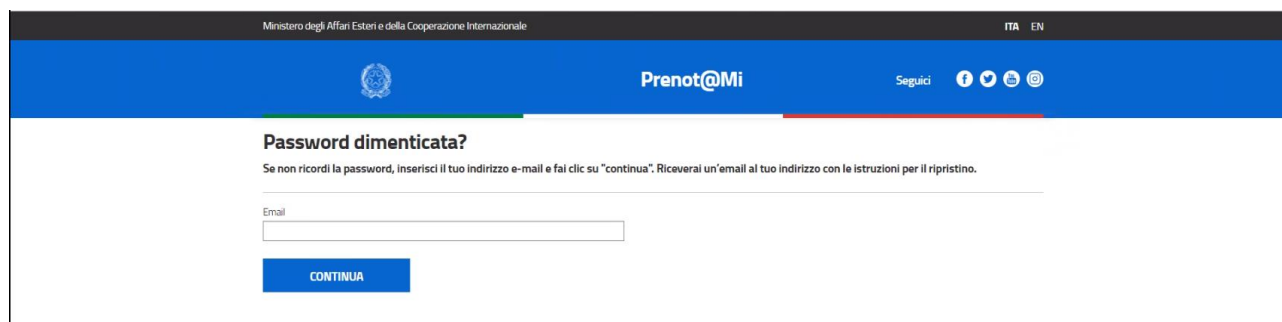 Ministero degli Affari Esteri e della Cooperazione Internazionale
ITA EN
Prenot@Mi
Seguici
Password dimenticata?
Se non ricordi la password, inserisci il tuo indirizzo e-mail e fai clic su "continua". Riceverai un'email al tuo indirizzo con le istruzioni per il ripristino.
Email
CONTINUA